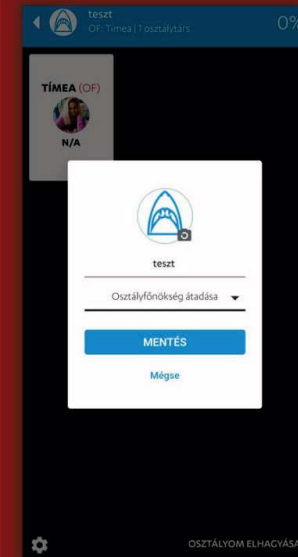 teszt
OF: Tímea | 1 osztálytárs
0%
TÍMEA (OF)
N/A
teszt
Osztályfőnökség átadása
MENTÉS
Mégse
OSZTÁLYOM ELHAGYÁSA